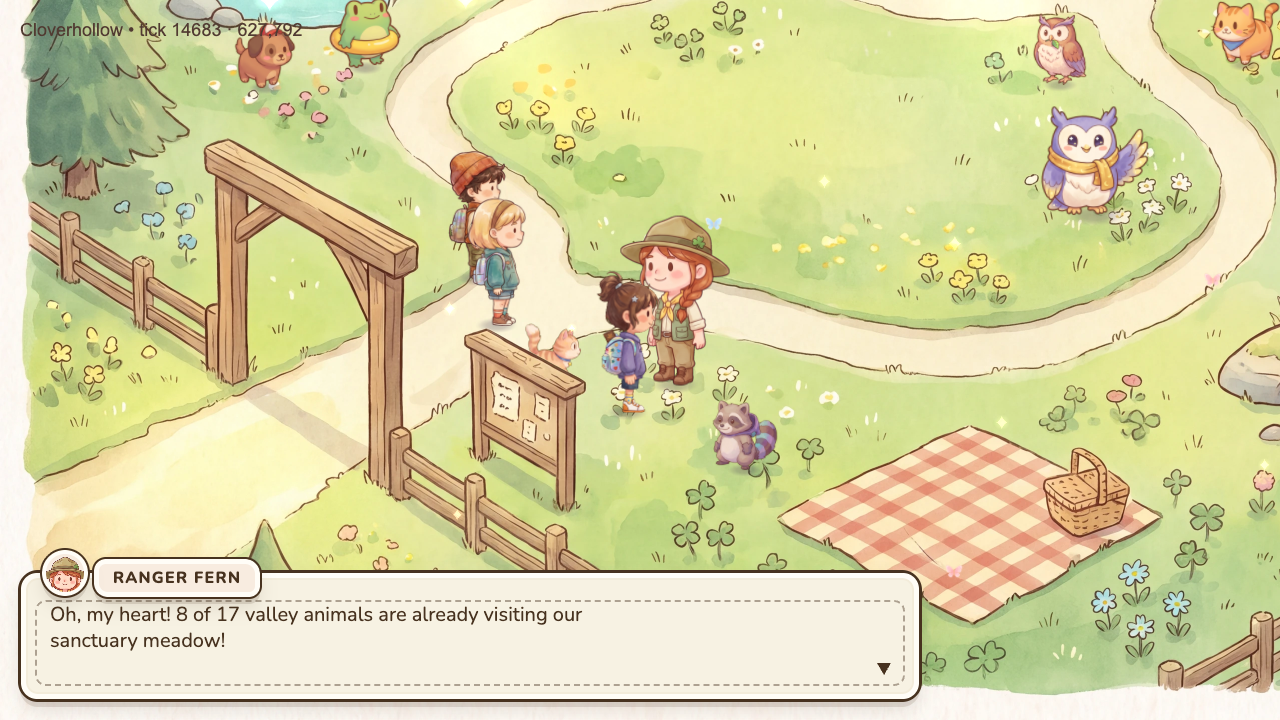 Cloverhollow • tick 14683 · 627,792
RANGER FERN
Oh, my heart! 8 of 17 valley animals are already visiting our
sanctuary meadow!